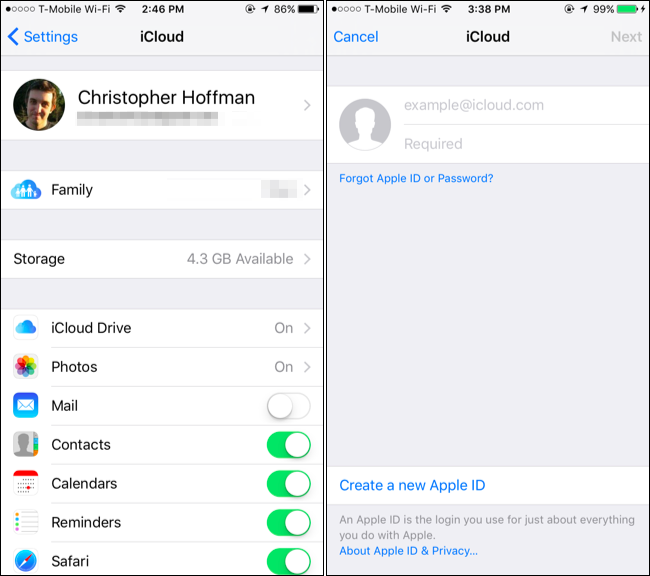 T-Mobile Wi-Fi 2:46 PM 86%
Settings iCloud
Christopher Hoffman
Family
Storage 4.3 GB Available
iCloud Drive On
Photos On
Mail
Contacts
Calendars
Reminders
Safari
T-Mobile Wi-Fi 3:38 PM 99%
Cancel iCloud Next
example@icloud.com
Required
Forgot Apple ID or Password?
Create a new Apple ID
An Apple ID is the login you use for just about everything
you do with Apple.
About Apple ID & Privacy...